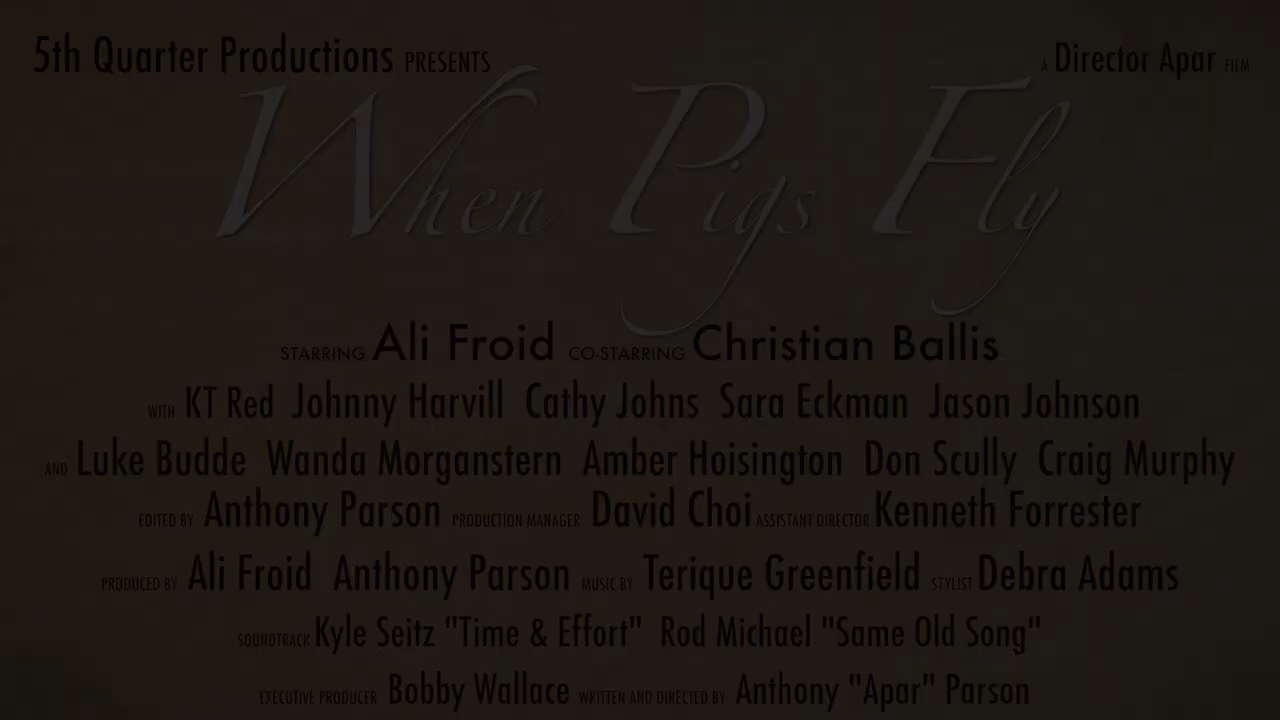 5th Quarter Productions PRESENTS A Director Apar FILM
When Pigs Fly
STARRING Ali Froid CO-STARRING Christian Ballis
WITH KT Red Johnny Harvill Cathy Johns Sara Eckman Jason Johnson
AND Luke Budde Wanda Morganstern Amber Hoisington Don Scully Craig Murphy
EDITED BY Anthony Parson PRODUCTION MANAGER David Choi ASSISTANT DIRECTOR Kenneth Forrester
PRODUCED BY Ali Froid Anthony Parson MUSIC BY Terique Greenfield STYLIST Debra Adams
SOUNDTRACK Kyle Seitz "Time & Effort" Rod Michael "Same Old Song"
EXECUTIVE PRODUCER Bobby Wallace WRITTEN AND DIRECTED BY Anthony "Apar" Parson